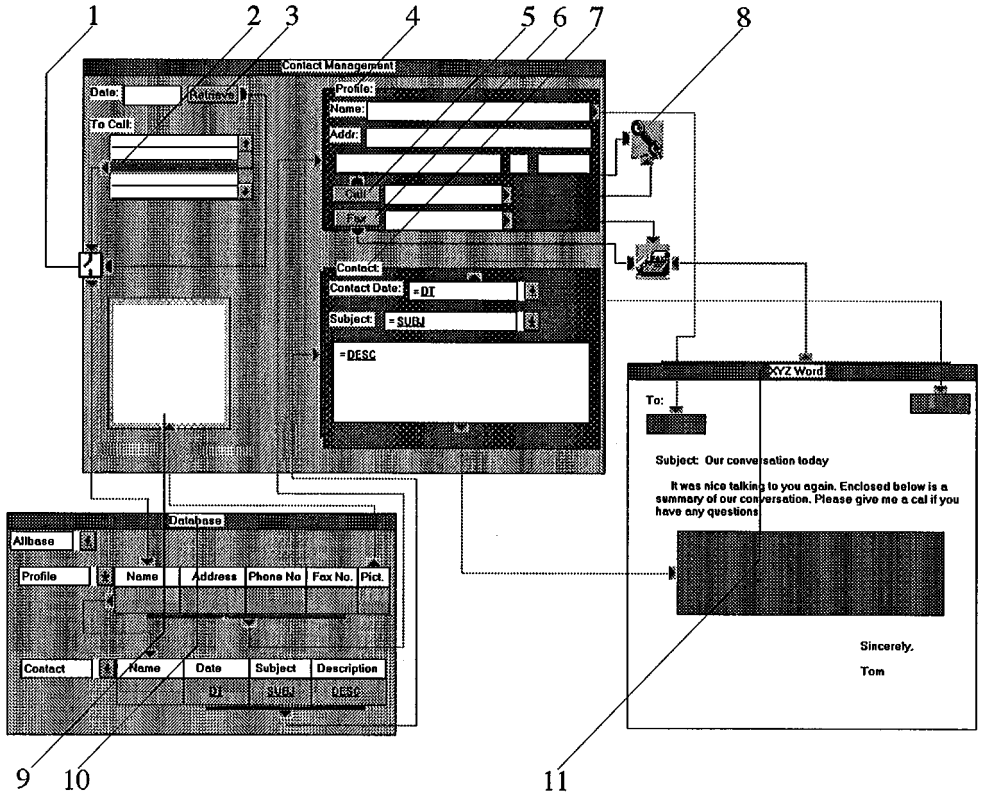 1 2 3 4 5 6 7 8
Contact Management
Date: Retrieve
To Call:
Profile:
Name:
Addr:
Call
Fax
Contact:
Contact Date: =DT
Subject: =SUBJ
=DESC
XYZ Word
To:
Subject: Our conversation today
It was nice talking to you again. Enclosed below is a
summary of our conversation. Please give me a cal if you
have any questions
Sincerely,
Tom
Database
Allbase
Profile Name Address Phone No Fax No. Pict.
Contact Name Date Subject Description
DT SUBJ DESC
9 10 11